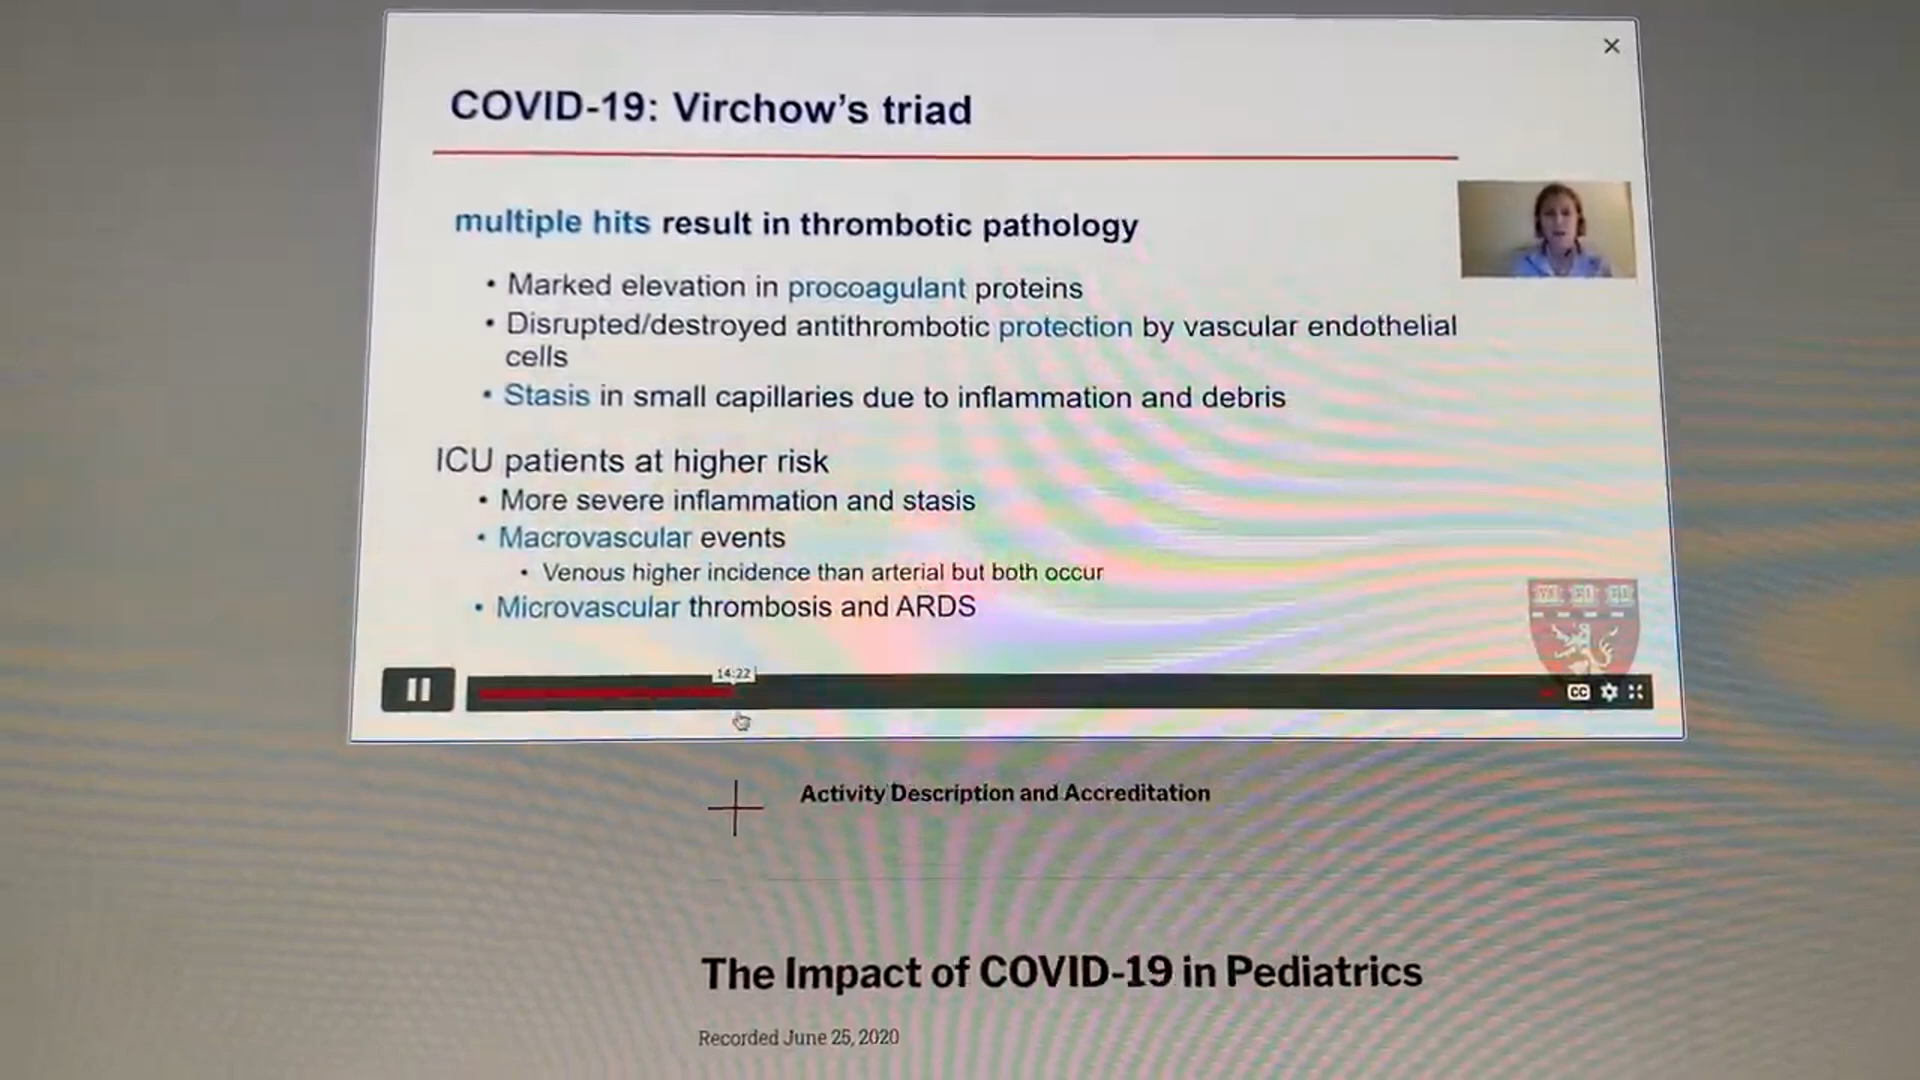 COVID-19: Virchow's triad
multiple hits result in thrombotic pathology
• Marked elevation in procoagulant proteins
• Disrupted/destroyed antithrombotic protection by vascular endothelial
cells
• Stasis in small capillaries due to inflammation and debris
ICU patients at higher risk
• More severe inflammation and stasis
• Macrovascular events
• Venous higher incidence than arterial but both occur
• Microvascular thrombosis and ARDS
14:22
CC
Activity Description and Accreditation
The Impact of COVID-19 in Pediatrics
Recorded June 25, 2020